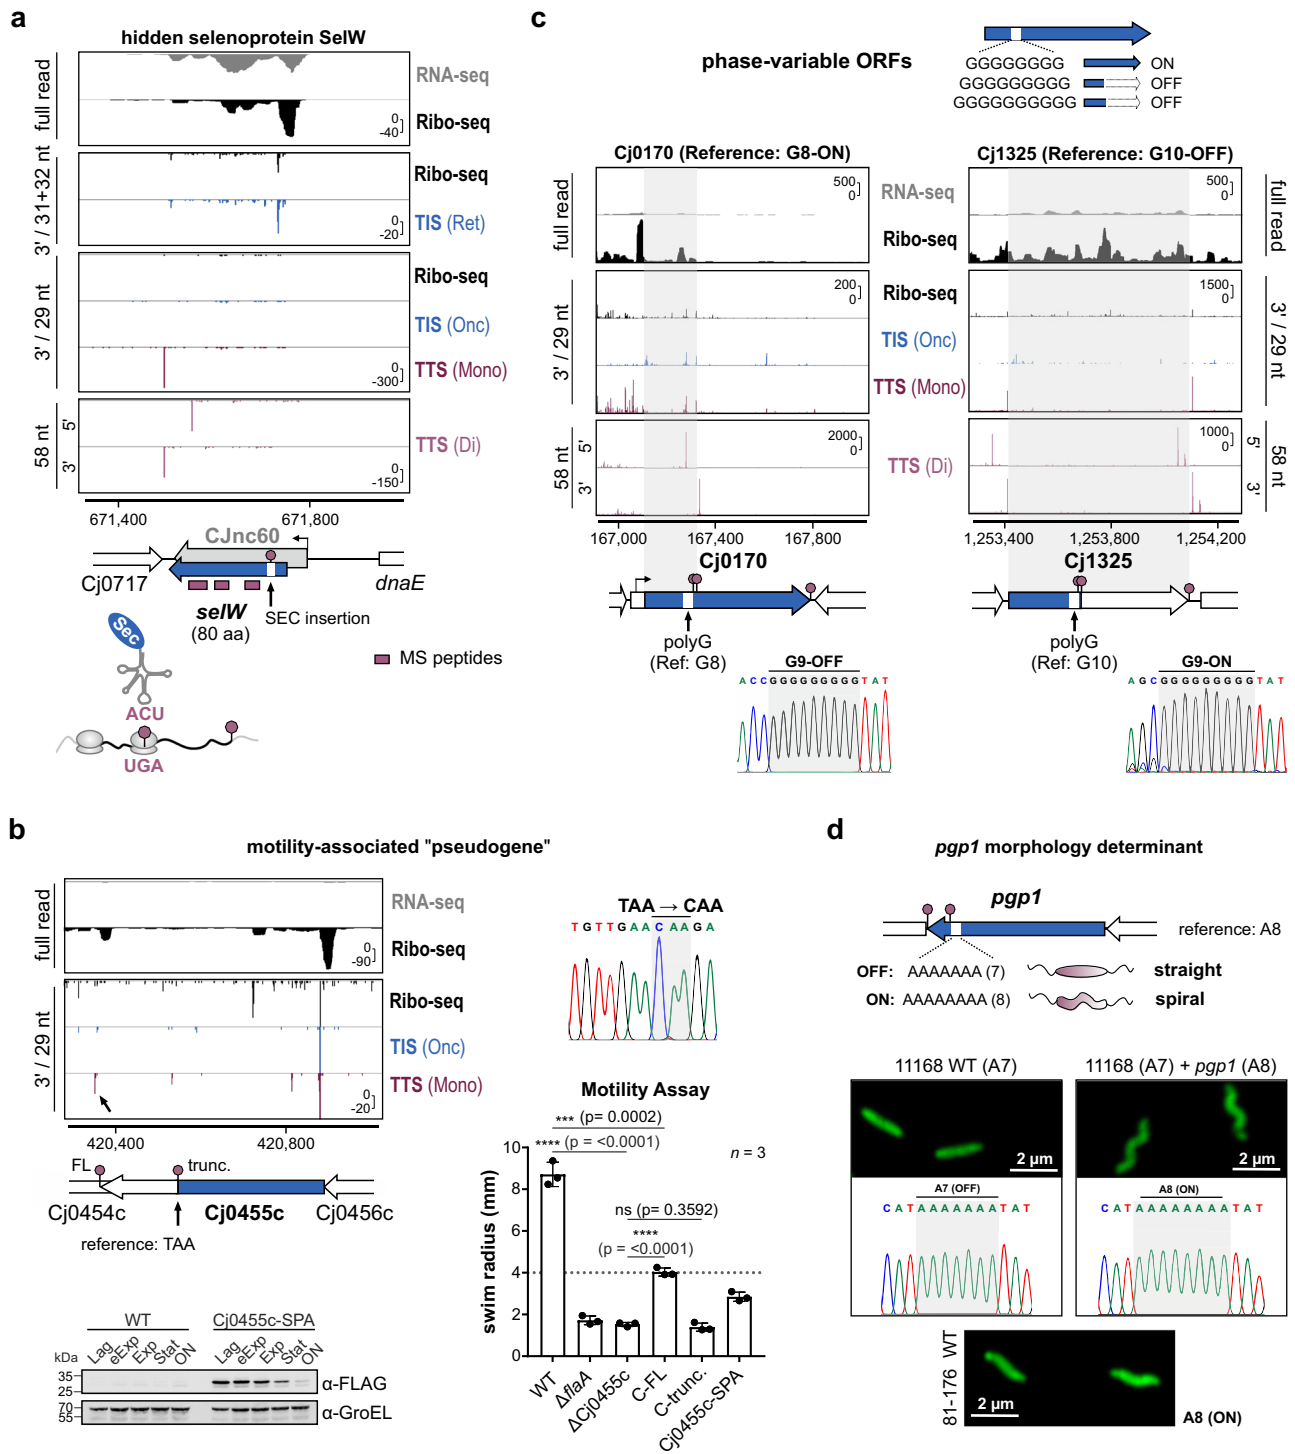 a
hidden selenoprotein SelW
full read
RNA-seq
Ribo-seq
0
-40
3' / 31+32 nt
Ribo-seq
TIS (Ret)
0
-20
3' / 29 nt
Ribo-seq
TIS (Onc)
TTS (Mono)
0
-300
58 nt
5'
3'
TTS (Di)
0
-150
671,400
671,800
CJnc60
Cj0717
dnaE
selW
(80 aa)
SEC insertion
Sec
MS peptides
ACU
UGA
c
phase-variable ORFs
GGGGGGGG
ON
GGGGGGGGG
OFF
GGGGGGGGGG
OFF
Cj0170 (Reference: G8-ON)
Cj1325 (Reference: G10-OFF)
full read
500
0
RNA-seq
Ribo-seq
500
0
full read
3' / 29 nt
200
0
Ribo-seq
TIS (Onc)
TTS (Mono)
1500
0
3' / 29 nt
58 nt
5'
3'
2000
0
TTS (Di)
1000
0
5'
3'
58 nt
167,000
167,400
167,800
1,253,400
1,253,800
1,254,200
Cj0170
Cj1325
polyG
(Ref: G8)
polyG
(Ref: G10)
G9-OFF
A C C G G G G G G G G G T A T
G9-ON
A G C G G G G G G G G G T A T
b
motility-associated "pseudogene"
full read
RNA-seq
Ribo-seq
0
-90
3' / 29 nt
Ribo-seq
TIS (Onc)
TTS (Mono)
0
-20
420,400
420,800
FL
trunc.
Cj0454c
Cj0455c
Cj0456c
reference: TAA
TAA → CAA
T G T T G A A C A A G A
WT
Cj0455c-SPA
kDa
Lag
eExp
Exp
Stat
ON
Lag
eExp
Exp
Stat
ON
35
25
α-FLAG
70
55
α-GroEL
Motility Assay
*** (p= 0.0002)
**** (p = <0.0001)
n = 3
ns (p= 0.3592)
****
(p = <0.0001)
swim radius (mm)
10
8
6
4
2
0
WT
ΔflaA
ΔCj0455c
C-FL
C-trunc.
Cj0455c-SPA
d
pgp1 morphology determinant
pgp1
reference: A8
OFF: AAAAAAA (7)
straight
ON: AAAAAAAA (8)
spiral
11168 WT (A7)
11168 (A7) + pgp1 (A8)
2 µm
2 µm
A7 (OFF)
C A T A A A A A A A T A T
A8 (ON)
C A T A A A A A A A A T A T
81-176 WT
2 µm
A8 (ON)